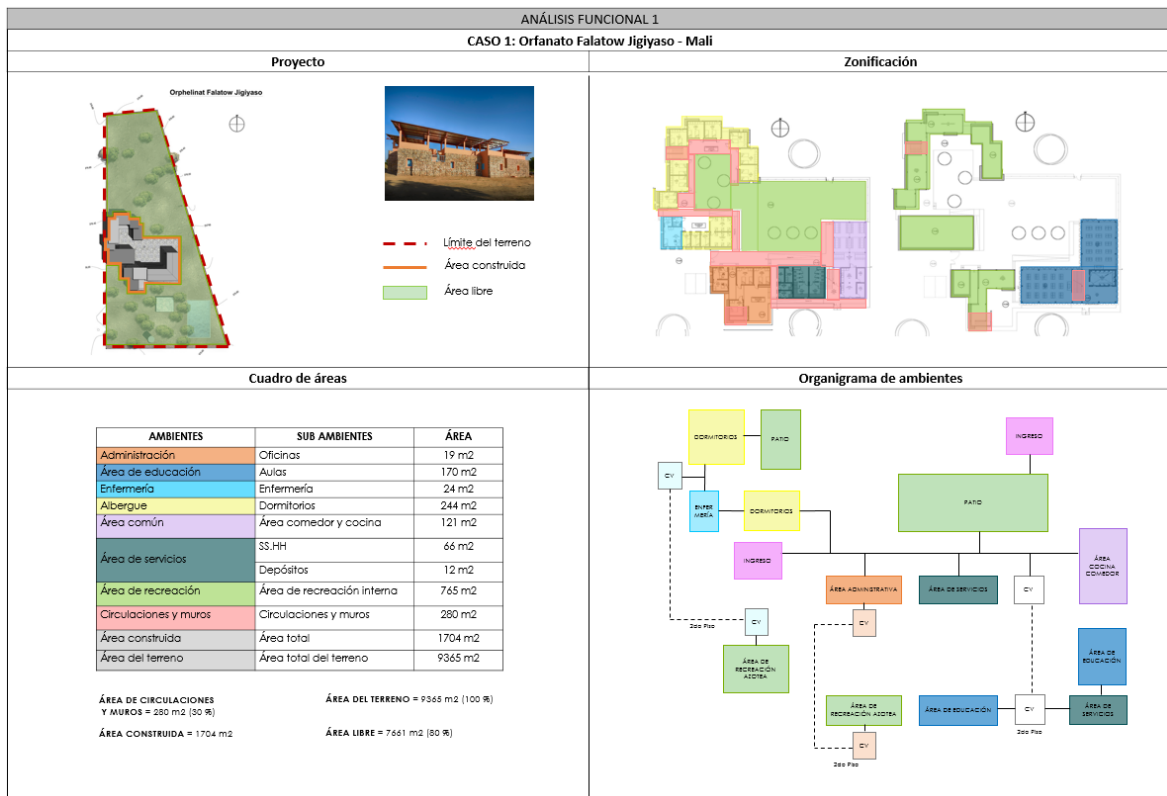 ANÁLISIS FUNCIONAL 1
CASO 1: Orfanato Falatow Jigiyaso - Mali
Proyecto
Zonificación
Orphelinat Falatow Jigiyaso
Límite del terreno
Área construida
Área libre
Cuadro de áreas
Organigrama de ambientes
AMBIENTES SUB AMBIENTES ÁREA
Administración Oficinas 19 m2
Área de educación Aulas 170 m2
Enfermería Enfermería 24 m2
Albergue Dormitorios 244 m2
Área común Área comedor y cocina 121 m2
Área de servicios SS.HH 66 m2
Depósitos 12 m2
Área de recreación Área de recreación interna 765 m2
Circulaciones y muros Circulaciones y muros 280 m2
Área construida Área total 1704 m2
Área del terreno Área total del terreno 9365 m2
ÁREA DE CIRCULACIONES
Y MUROS = 280 m2 (30 %)
ÁREA DEL TERRENO = 9365 m2 (100 %)
ÁREA CONSTRUIDA = 1704 m2
ÁREA LIBRE = 7661 m2 (80 %)
DORMITORIOS
PATIO
INGRESO
CV
PATIO
ENFER
MERÍA
DORMITORIOS
INGRESO
ÁREA
COCINA
COMEDOR
ÁREA ADMINISTRATIVA
ÁREA DE SERVICIOS
CV
2do Piso
CV
CV
ÁREA DE
RECREACIÓN
AZOTEA
ÁREA DE
EDUCACIÓN
ÁREA DE
RECREACIÓN AZOTEA
ÁREA DE EDUCACIÓN
CV
ÁREA DE
SERVICIOS
2do Piso
CV
2do Piso